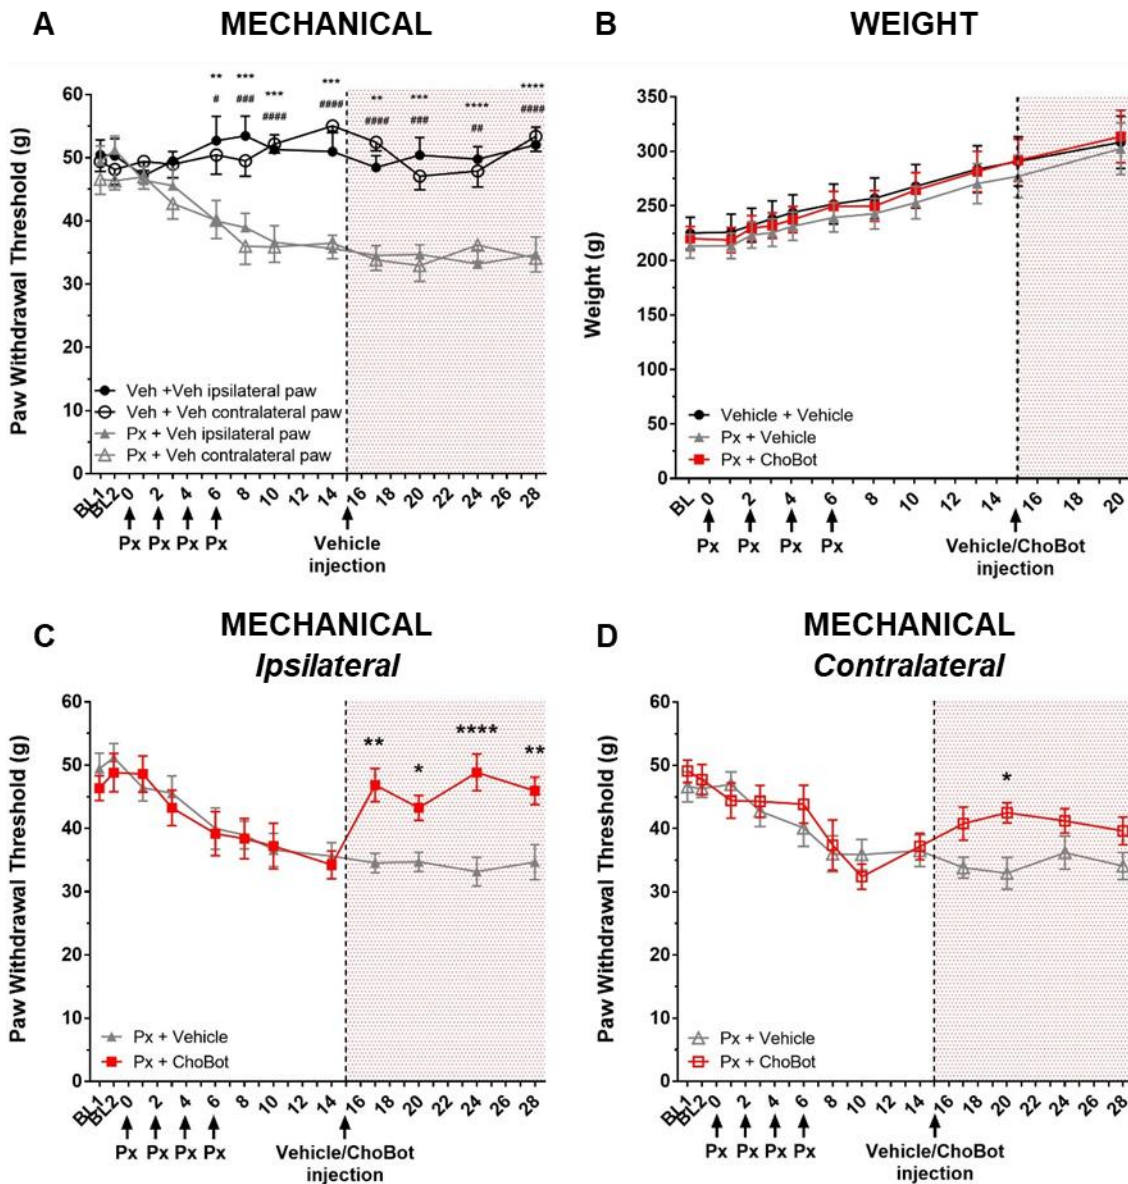 A MECHANICAL
** *** *** *** ** *** **** ****
# ### #### #### #### ### ## ####
60
50
40
30
20
10
0
Paw Withdrawal Threshold (g)
Veh +Veh ipsilateral paw
Veh + Veh contralateral paw
Px + Veh ipsilateral paw
Px + Veh contralateral paw
BL1 BL2 0 2 4 6 8 10 12 14 16 18 20 22 24 26 28
Px Px Px Px Vehicle
injection
B WEIGHT
350
300
250
200
150
100
50
0
Weight (g)
Vehicle + Vehicle
Px + Vehicle
Px + ChoBot
BL 0 2 4 6 8 10 12 14 16 18 20
Px Px Px Px Vehicle/ChoBot
injection
C MECHANICAL
Ipsilateral
** * **** **
60
50
40
30
20
10
0
Paw Withdrawal Threshold (g)
Px + Vehicle
Px + ChoBot
BL1 BL2 0 2 4 6 8 10 12 14 16 18 20 22 24 26 28
Px Px Px Px Vehicle/ChoBot
injection
D MECHANICAL
Contralateral
*
60
50
40
30
20
10
0
Paw Withdrawal Threshold (g)
Px + Vehicle
Px + ChoBot
BL1 BL2 0 2 4 6 8 10 12 14 16 18 20 22 24 26 28
Px Px Px Px Vehicle/ChoBot
injection